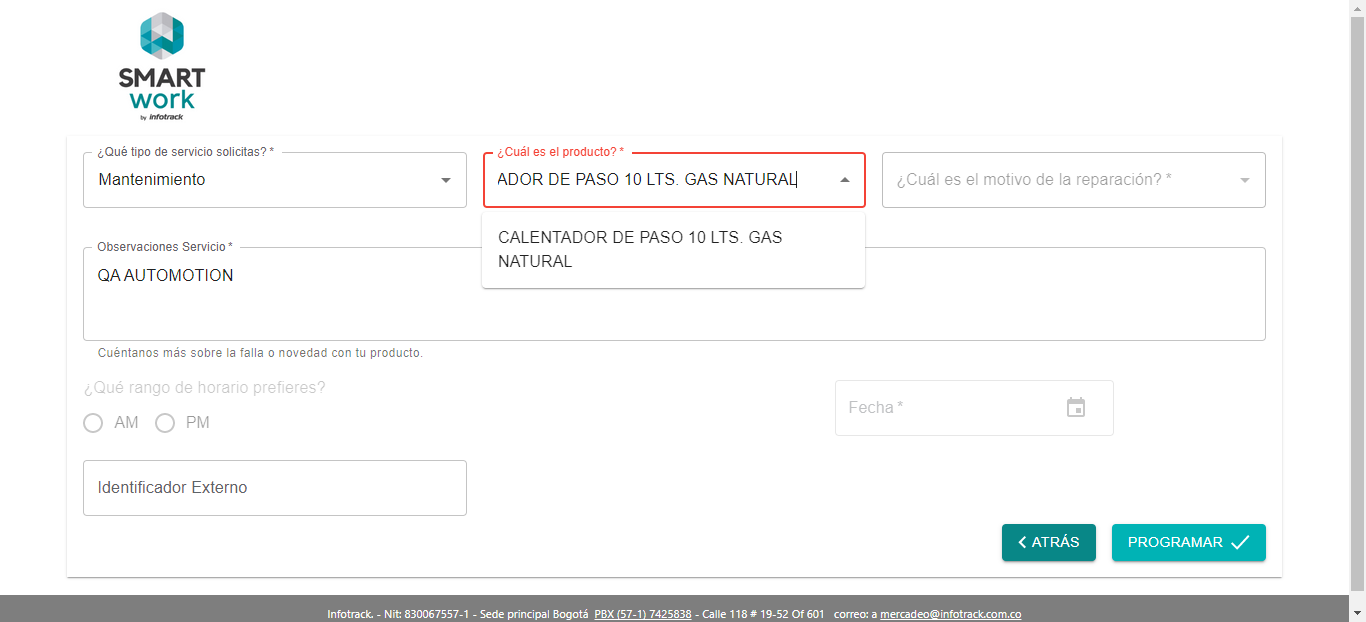 SMART
work
by infotrack
¿Qué tipo de servicio solicitas? *
Mantenimiento
¿Cuál es el producto? *
ADOR DE PASO 10 LTS. GAS NATURAL
¿Cuál es el motivo de la reparación? *
CALENTADOR DE PASO 10 LTS. GAS
NATURAL
Observaciones Servicio *
QA AUTOMOTION
Cuéntanos más sobre la falla o novedad con tu producto.
¿Qué rango de horario prefieres?
AM PM
Fecha *
Identificador Externo
ATRÁS
PROGRAMAR
Infotrack. - Nit: 830067557-1 - Sede principal Bogotá PBX (57-1) 7425838 - Calle 118 # 19-52 Of 601 correo: a mercadeo@infotrack.com.co